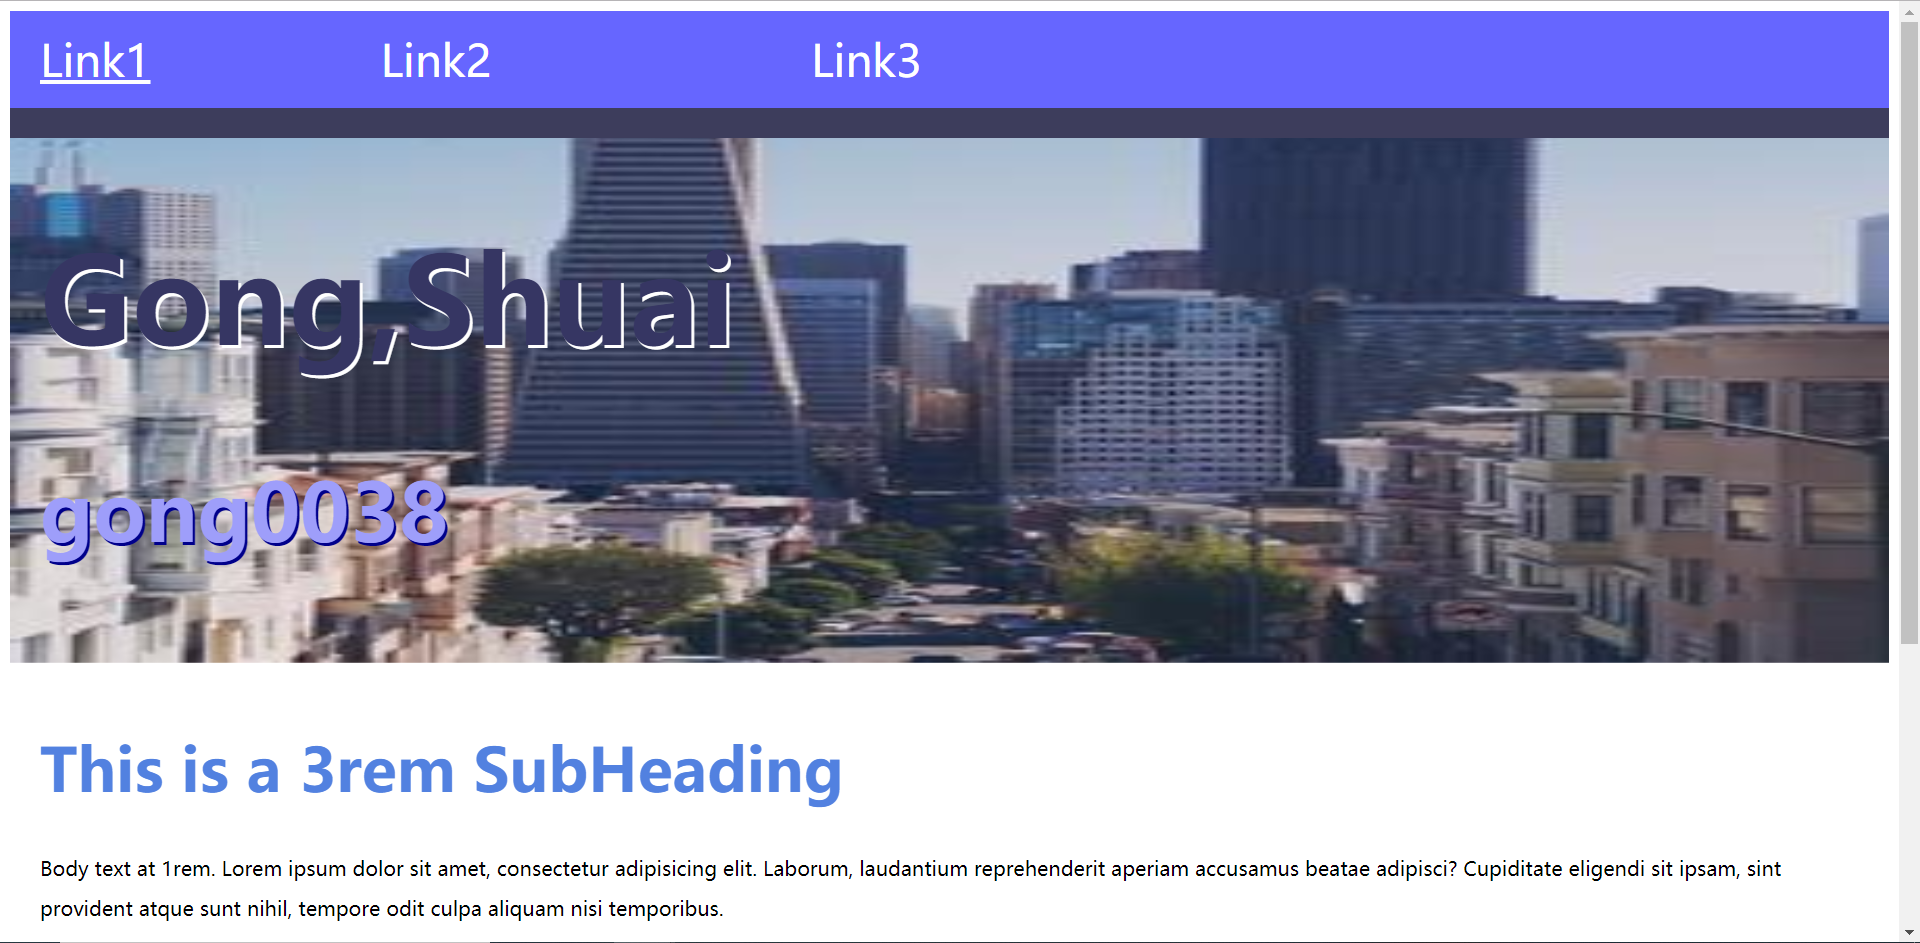 Link1 Link2 Link3
Gong,Shuai
gong0038
This is a 3rem SubHeading
Body text at 1rem. Lorem ipsum dolor sit amet, consectetur adipisicing elit. Laborum, laudantium reprehenderit aperiam accusamus beatae adipisci? Cupiditate eligendi sit ipsam, sint
provident atque sunt nihil, tempore odit culpa aliquam nisi temporibus.